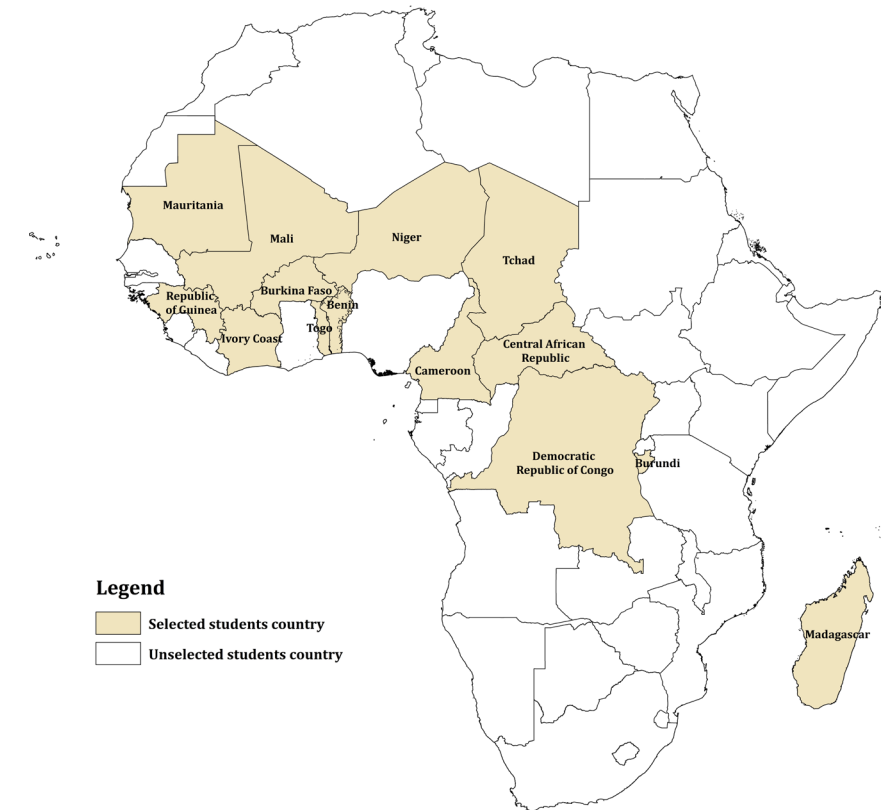 Mauritania
Mali
Niger
Tchad
Burkina Faso
Republic
of Guinea
Benin
Togo
Ivory Coast
Central African
Republic
Cameroon
Democratic
Republic of Congo
Burundi
Legend
Selected students country
Unselected students country
Madagascar